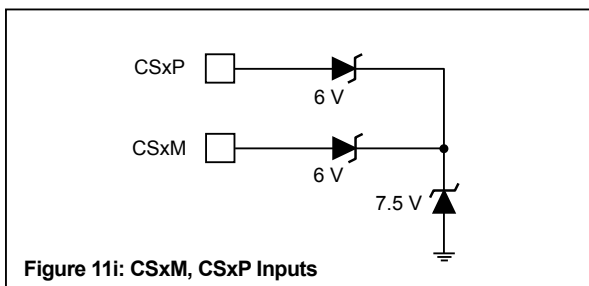 CSxP
6 V
CSxM
6 V
7.5 V
Figure 11i: CSxM, CSxP Inputs